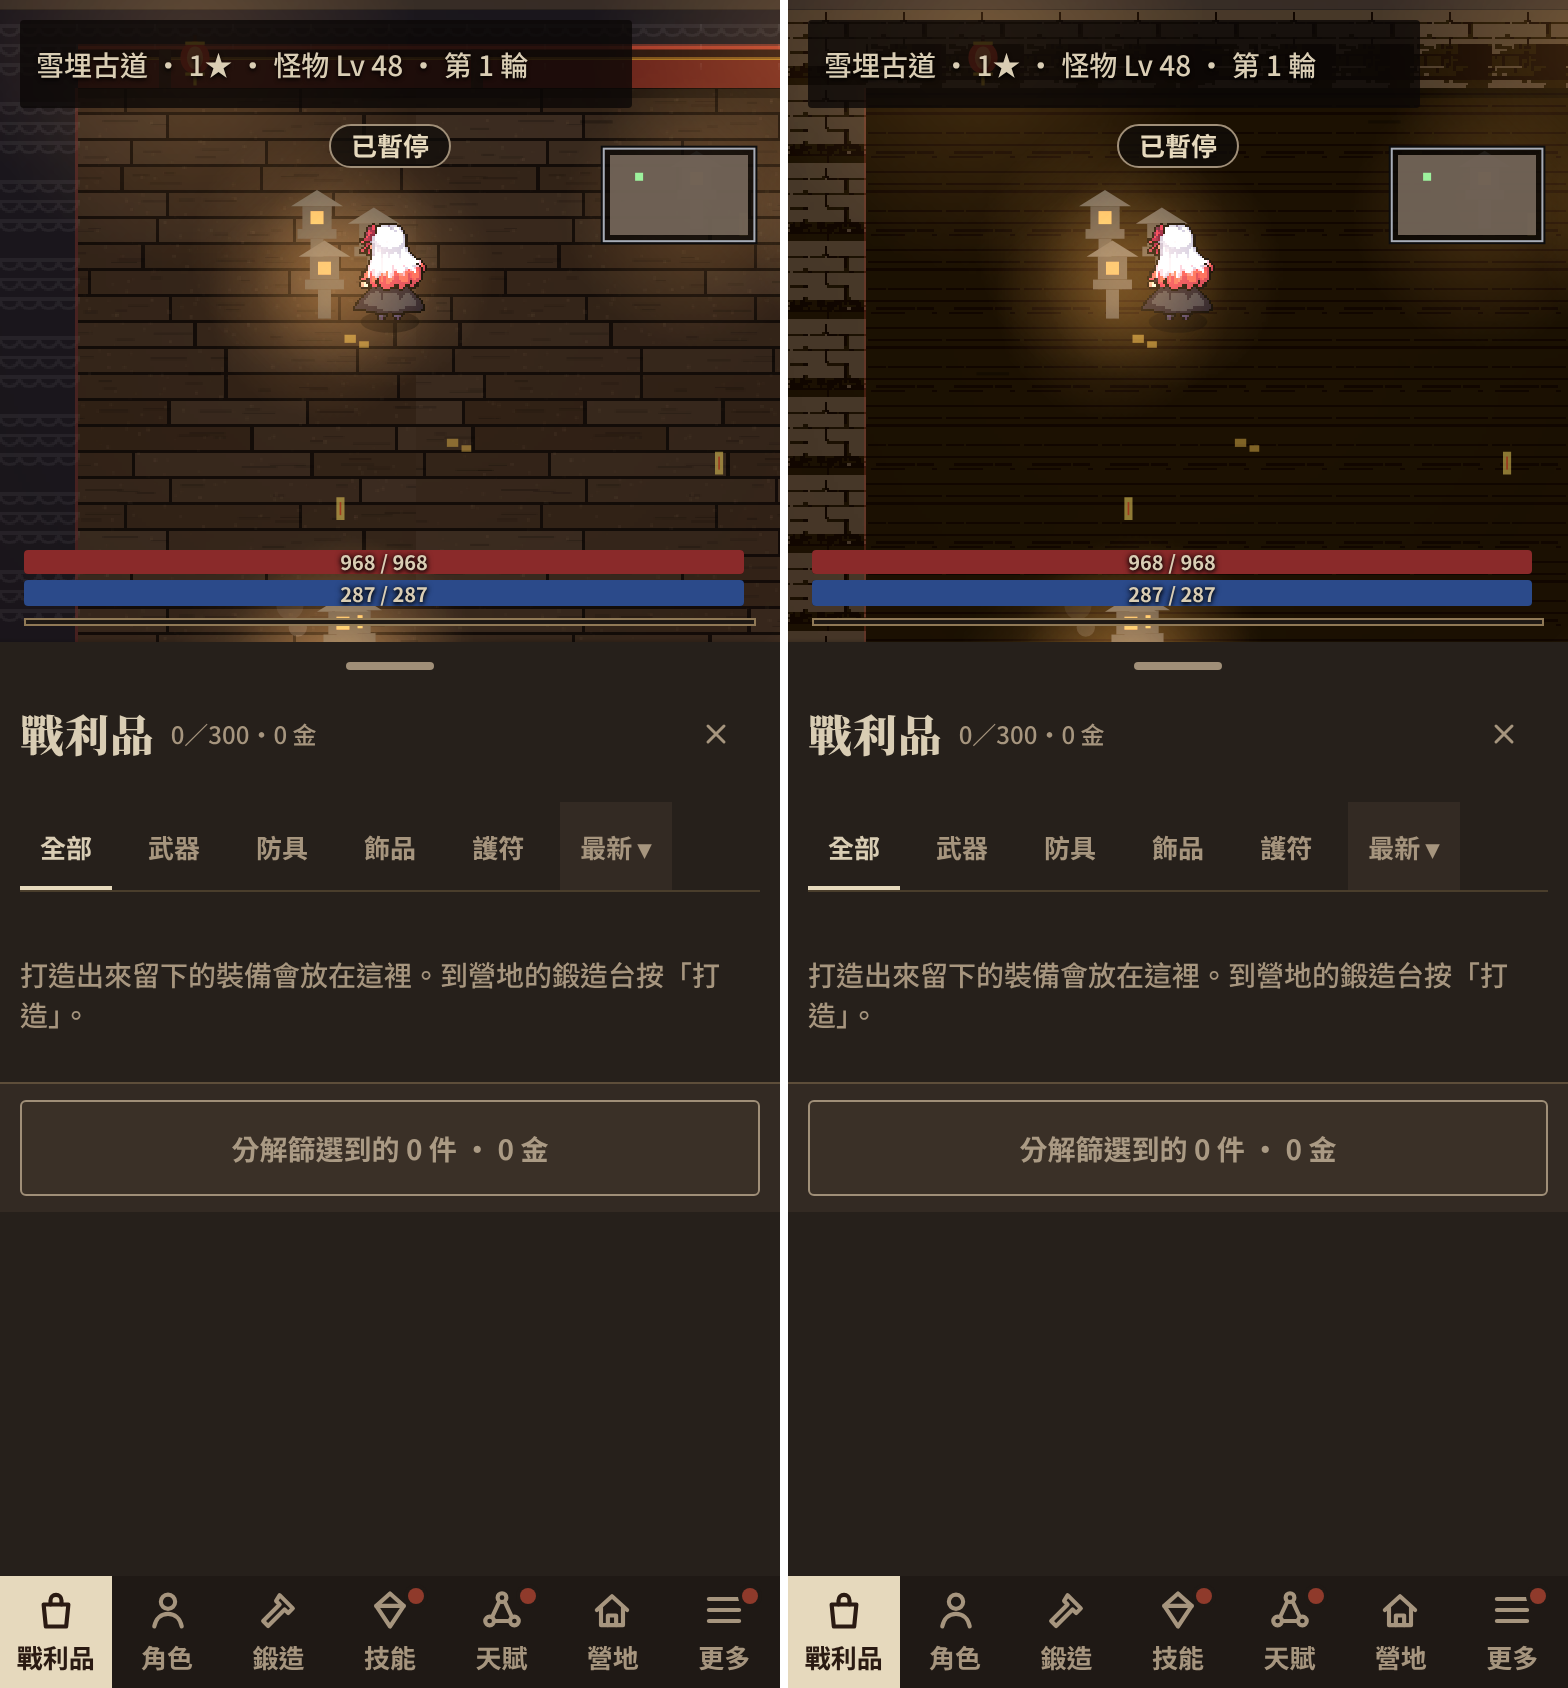 雪埋古道 · 1★ · 怪物 Lv 48 · 第 1 輪
已暫停
968 / 968
287 / 287
戰利品 0／300・0 金 ×
全部 武器 防具 飾品 護符 最新 ▾
打造出來留下的裝備會放在這裡。到營地的鍛造台按「打
造」。
分解篩選到的 0 件 · 0 金
戰利品 角色 鍛造 技能 天賦 營地 更多
雪埋古道 · 1★ · 怪物 Lv 48 · 第 1 輪
已暫停
968 / 968
287 / 287
戰利品 0／300・0 金 ×
全部 武器 防具 飾品 護符 最新 ▾
打造出來留下的裝備會放在這裡。到營地的鍛造台按「打
造」。
分解篩選到的 0 件 · 0 金
戰利品 角色 鍛造 技能 天賦 營地 更多